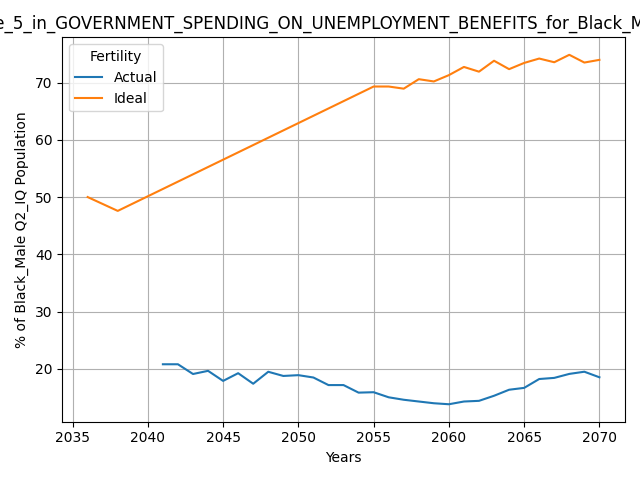 e_5_in_GOVERNMENT_SPENDING_ON_UNEMPLOYMENT_BENEFITS_for_Black_M
Fertility
Actual
Ideal
% of Black_Male Q2_IQ Population
70
60
50
40
30
20
2035 2040 2045 2050 2055 2060 2065 2070
Years